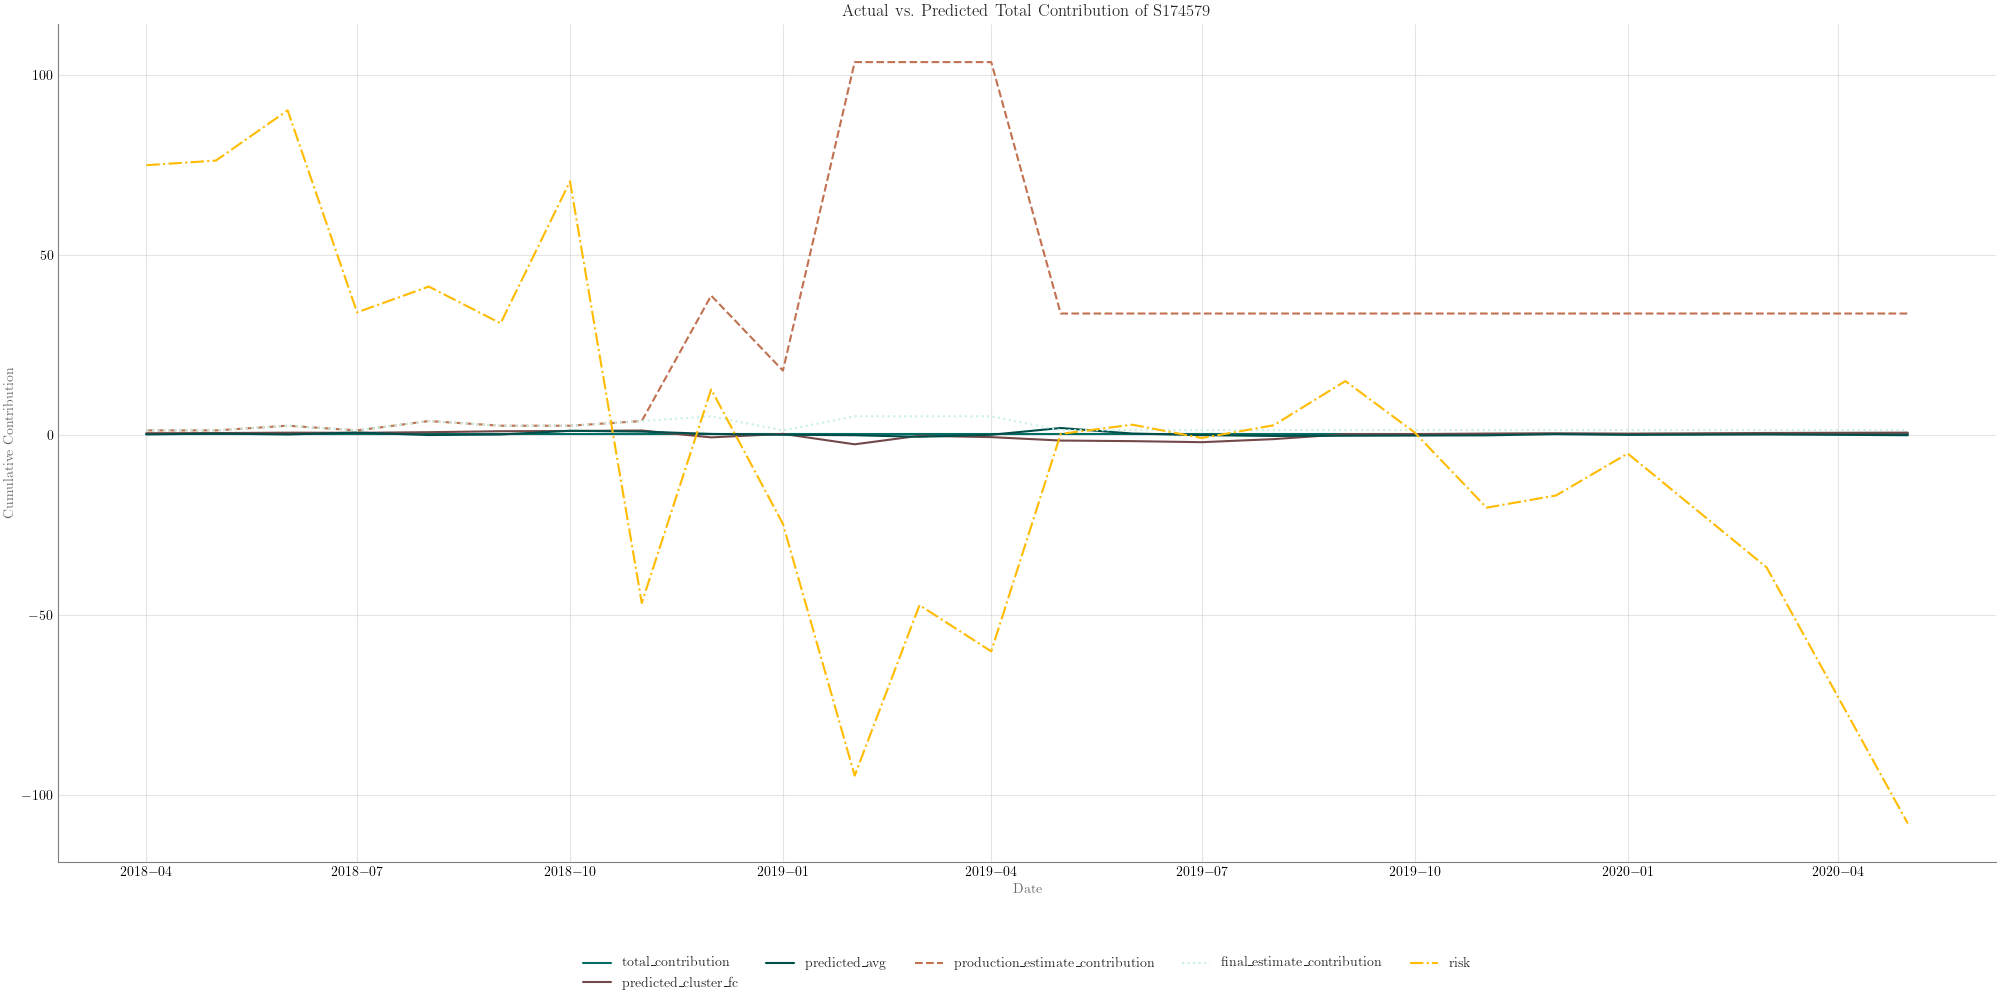 Actual vs. Predicted Total Contribution of S174579
100
50
0
−50
−100
Cumulative Contribution
2018−04 2018−07 2018−10 2019−01 2019−04 2019−07 2019−10 2020−01 2020−04
Date
total_contribution predicted_avg production_estimate_contribution final_estimate_contribution risk
predicted_cluster_fc